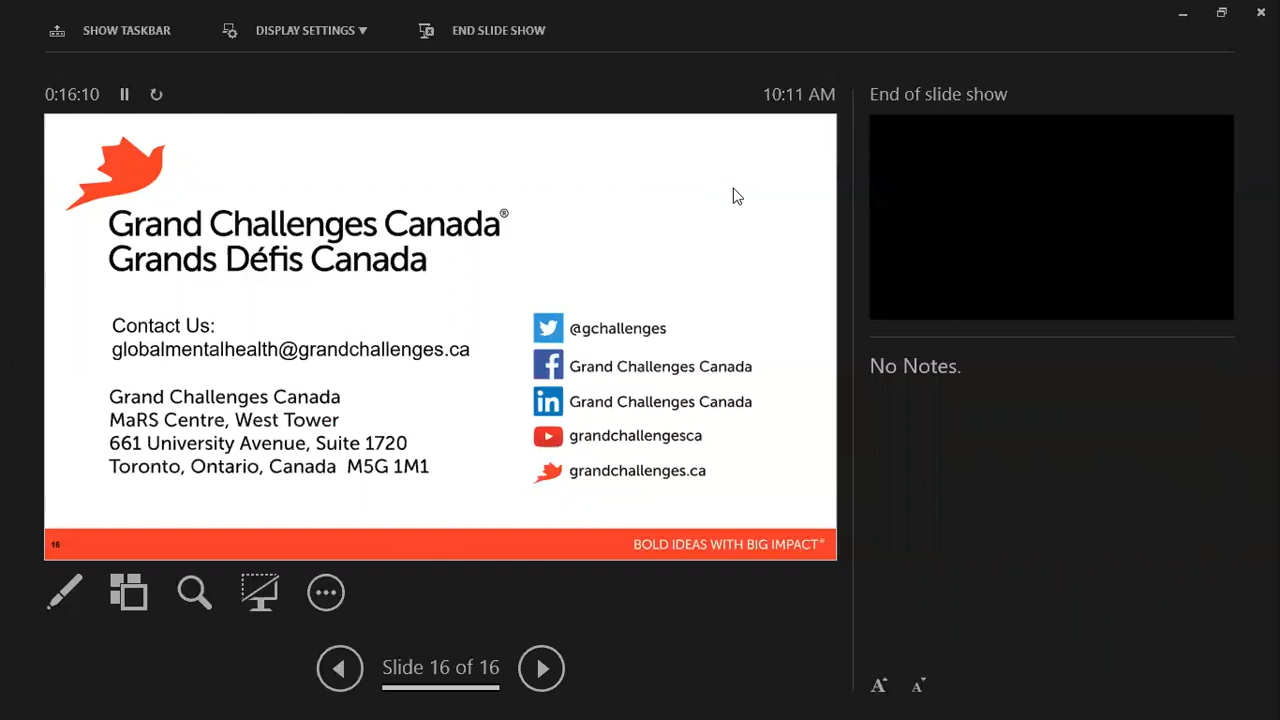 SHOW TASKBAR
DISPLAY SETTINGS ▼
END SLIDE SHOW
0:16:10
10:11 AM
End of slide show
Grand Challenges Canada®
Grands Défis Canada
Contact Us:
globalmentalhealth@grandchallenges.ca
Grand Challenges Canada
MaRS Centre, West Tower
661 University Avenue, Suite 1720
Toronto, Ontario, Canada M5G 1M1
@gchallenges
Grand Challenges Canada
Grand Challenges Canada
grandchallengesca
grandchallenges.ca
16
BOLD IDEAS WITH BIG IMPACT®
No Notes.
Slide 16 of 16
A A